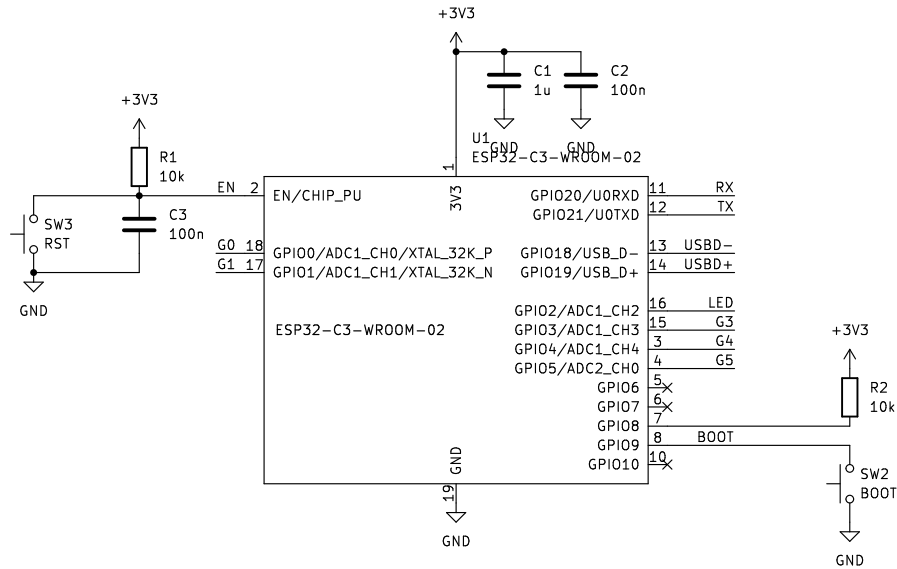 +3V3
C1
1u
C2
100n
GND
GND
+3V3
R1
10k
U1
ESP32-C3-WROOM-02
1
3V3
EN 2 EN/CHIP_PU
SW3
RST
C3
100n
GND
G0 18 GPIO0/ADC1_CH0/XTAL_32K_P
G1 17 GPIO1/ADC1_CH1/XTAL_32K_N
ESP32-C3-WROOM-02
GPIO20/U0RXD 11 RX
GPIO21/U0TXD 12 TX
GPIO18/USB_D- 13 USBD-
GPIO19/USB_D+ 14 USBD+
GPIO2/ADC1_CH2 16 LED
GPIO3/ADC1_CH3 15 G3
GPIO4/ADC1_CH4 3 G4
GPIO5/ADC2_CH0 4 G5
GPIO6 5
GPIO7 6
GPIO8 7
GPIO9 8 BOOT
GPIO10 10
+3V3
R2
10k
SW2
BOOT
GND
GND
19
GND